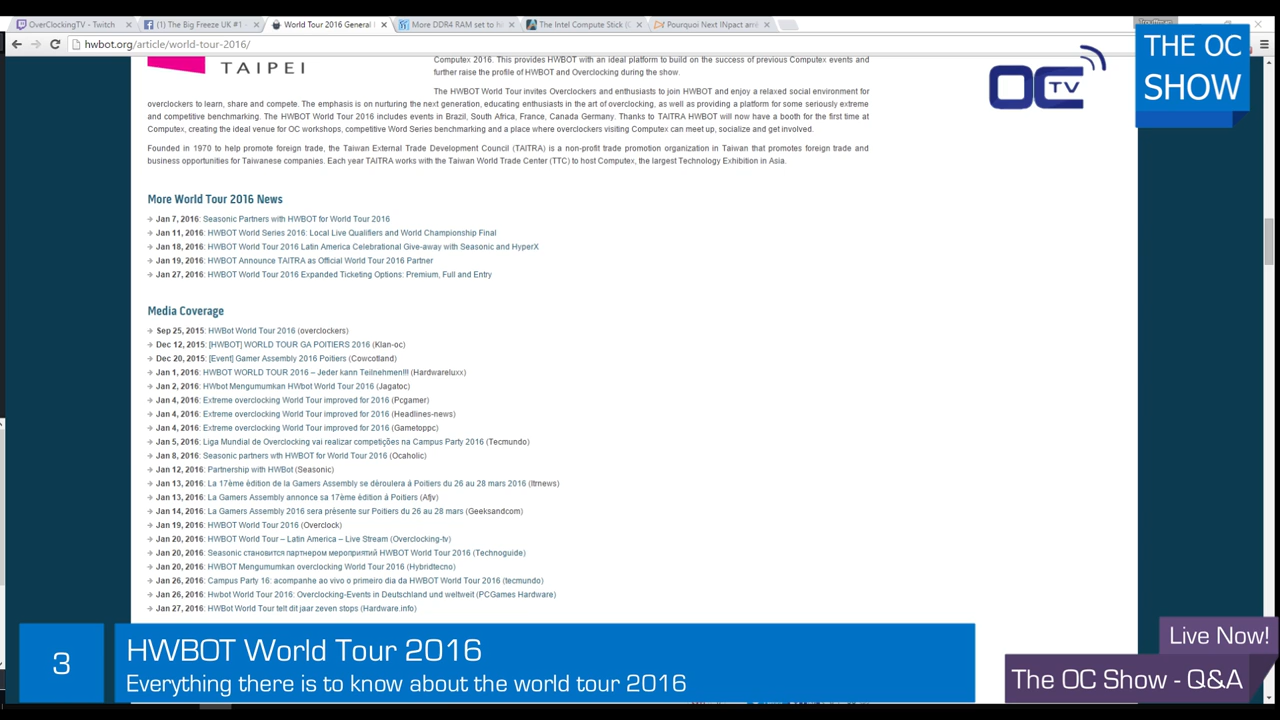 OverClockingTV - Twitch
(1) The Big Freeze UK #1 -
World Tour 2016 General I
More DDR4 RAM set to h
The Intel Compute Stick (C
Pourquoi Next INpact arr
hwbot.org/article/world-tour-2016/
THE OC
SHOW
OC
TV
TAIPEI
Computex 2016. This provides HWBOT with an ideal platform to build on the success of previous Computex events and
further raise the profile of HWBOT and Overclocking during the show.
The HWBOT World Tour invites Overclockers and enthusiasts to join HWBOT and enjoy a relaxed social environment for
overclockers to learn, share and compete. The emphasis is on nurturing the next generation, educating enthusiasts in the art of overclocking, as well as providing a platform for some seriously extreme
and competitive benchmarking. The HWBOT World Tour 2016 includes events in Brazil, South Africa, France, Canada Germany. Thanks to TAITRA HWBOT will now have a booth for the first time at
Computex, creating the ideal venue for OC workshops, competitive Word Series benchmarking and a place where overclockers visiting Computex can meet up, socialize and get involved.
Founded in 1970 to help promote foreign trade, the Taiwan External Trade Development Council (TAITRA) is a non-profit trade promotion organization in Taiwan that promotes foreign trade and
business opportunities for Taiwanese companies. Each year TAITRA works with the Taiwan World Trade Center (TTC) to host Computex, the largest Technology Exhibition in Asia.
More World Tour 2016 News
Jan 7, 2016: Seasonic Partners with HWBOT for World Tour 2016
Jan 11, 2016: HWBOT World Series 2016: Local Live Qualifiers and World Championship Final
Jan 18, 2016: HWBOT World Tour 2016 Latin America Celebrational Give-away with Seasonic and HyperX
Jan 19, 2016: HWBOT Announce TAITRA as Official World Tour 2016 Partner
Jan 27, 2016: HWBOT World Tour 2016 Expanded Ticketing Options: Premium, Full and Entry
Media Coverage
Sep 25, 2015: HWBot World Tour 2016 (overclockers)
Dec 12, 2015: [HWBOT] WORLD TOUR GA POITIERS 2016 (Klan-oc)
Dec 20, 2015: [Event] Gamer Assembly 2016 Poitiers (Cowcotland)
Jan 1, 2016: HWBOT WORLD TOUR 2016 – Jeder kann Teilnehmen!!! (Hardwareluxx)
Jan 2, 2016: HWbot Mengumumkan HWbot World Tour 2016 (Jagatoc)
Jan 4, 2016: Extreme overclocking World Tour improved for 2016 (Pcgamer)
Jan 4, 2016: Extreme overclocking World Tour improved for 2016 (Headlines-news)
Jan 4, 2016: Extreme overclocking World Tour improved for 2016 (Gametoppc)
Jan 5, 2016: Liga Mundial de Overclocking vai realizar competições na Campus Party 2016 (Tecmundo)
Jan 8, 2016: Seasonic partners wth HWBOT for World Tour 2016 (Ocaholic)
Jan 12, 2016: Partnership with HWBot (Seasonic)
Jan 13, 2016: La 17ème èdition de la Gamers Assembly se dèroulera á Poitiers du 26 au 28 mars 2016 (Itrnews)
Jan 13, 2016: La Gamers Assembly annonce sa 17ème èdition á Poitiers (Afjv)
Jan 14, 2016: La Gamers Assembly 2016 sera prèsente sur Poitiers du 26 au 28 mars (Geeksandcom)
Jan 19, 2016: HWBOT World Tour 2016 (Overclock)
Jan 20, 2016: HWBOT World Tour – Latin America – Live Stream (Overclocking-tv)
Jan 20, 2016: Seasonic становится партнером мероприятий HWBOT World Tour 2016 (Technoguide)
Jan 20, 2016: HWBOT Mengumumkan overclocking World Tour 2016 (Hybridtecno)
Jan 26, 2016: Campus Party 16: acompanhe ao vivo o primeiro dia da HWBOT World Tour 2016 (tecmundo)
Jan 26, 2016: Hwbot World Tour 2016: Overclocking-Events in Deutschland und weltweit (PCGames Hardware)
Jan 27, 2016: HWBot World Tour telt dit jaar zeven stops (Hardware.info)
3
HWBOT World Tour 2016
Everything there is to know about the world tour 2016
Live Now!
The OC Show - Q&A